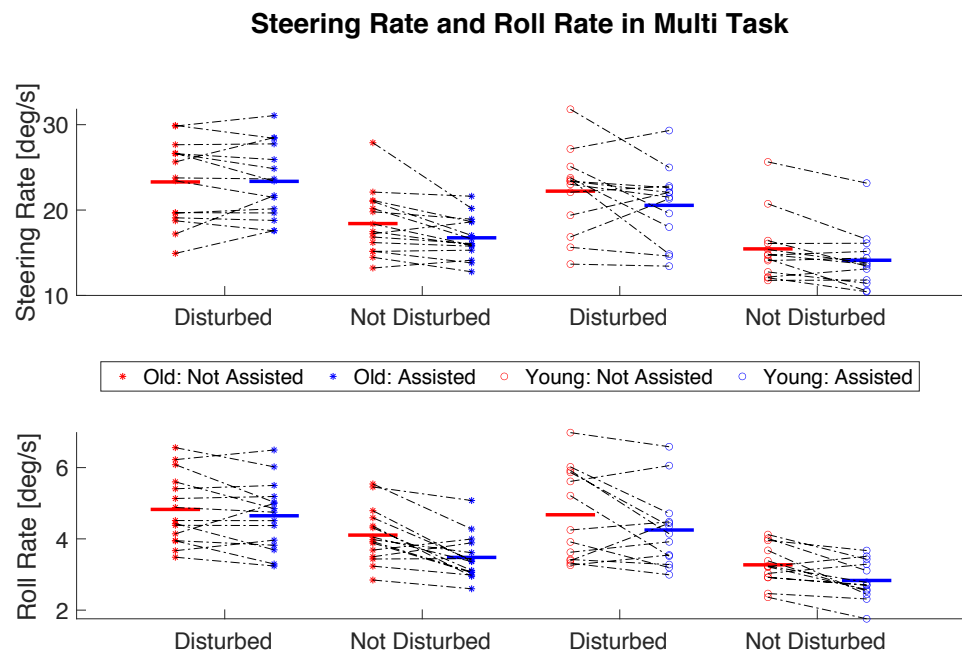 Steering Rate and Roll Rate in Multi Task
Steering Rate [deg/s]
30
20
10
Disturbed Not Disturbed Disturbed Not Disturbed
Old: Not Assisted Old: Assisted Young: Not Assisted Young: Assisted
Roll Rate [deg/s]
6
4
2
Disturbed Not Disturbed Disturbed Not Disturbed